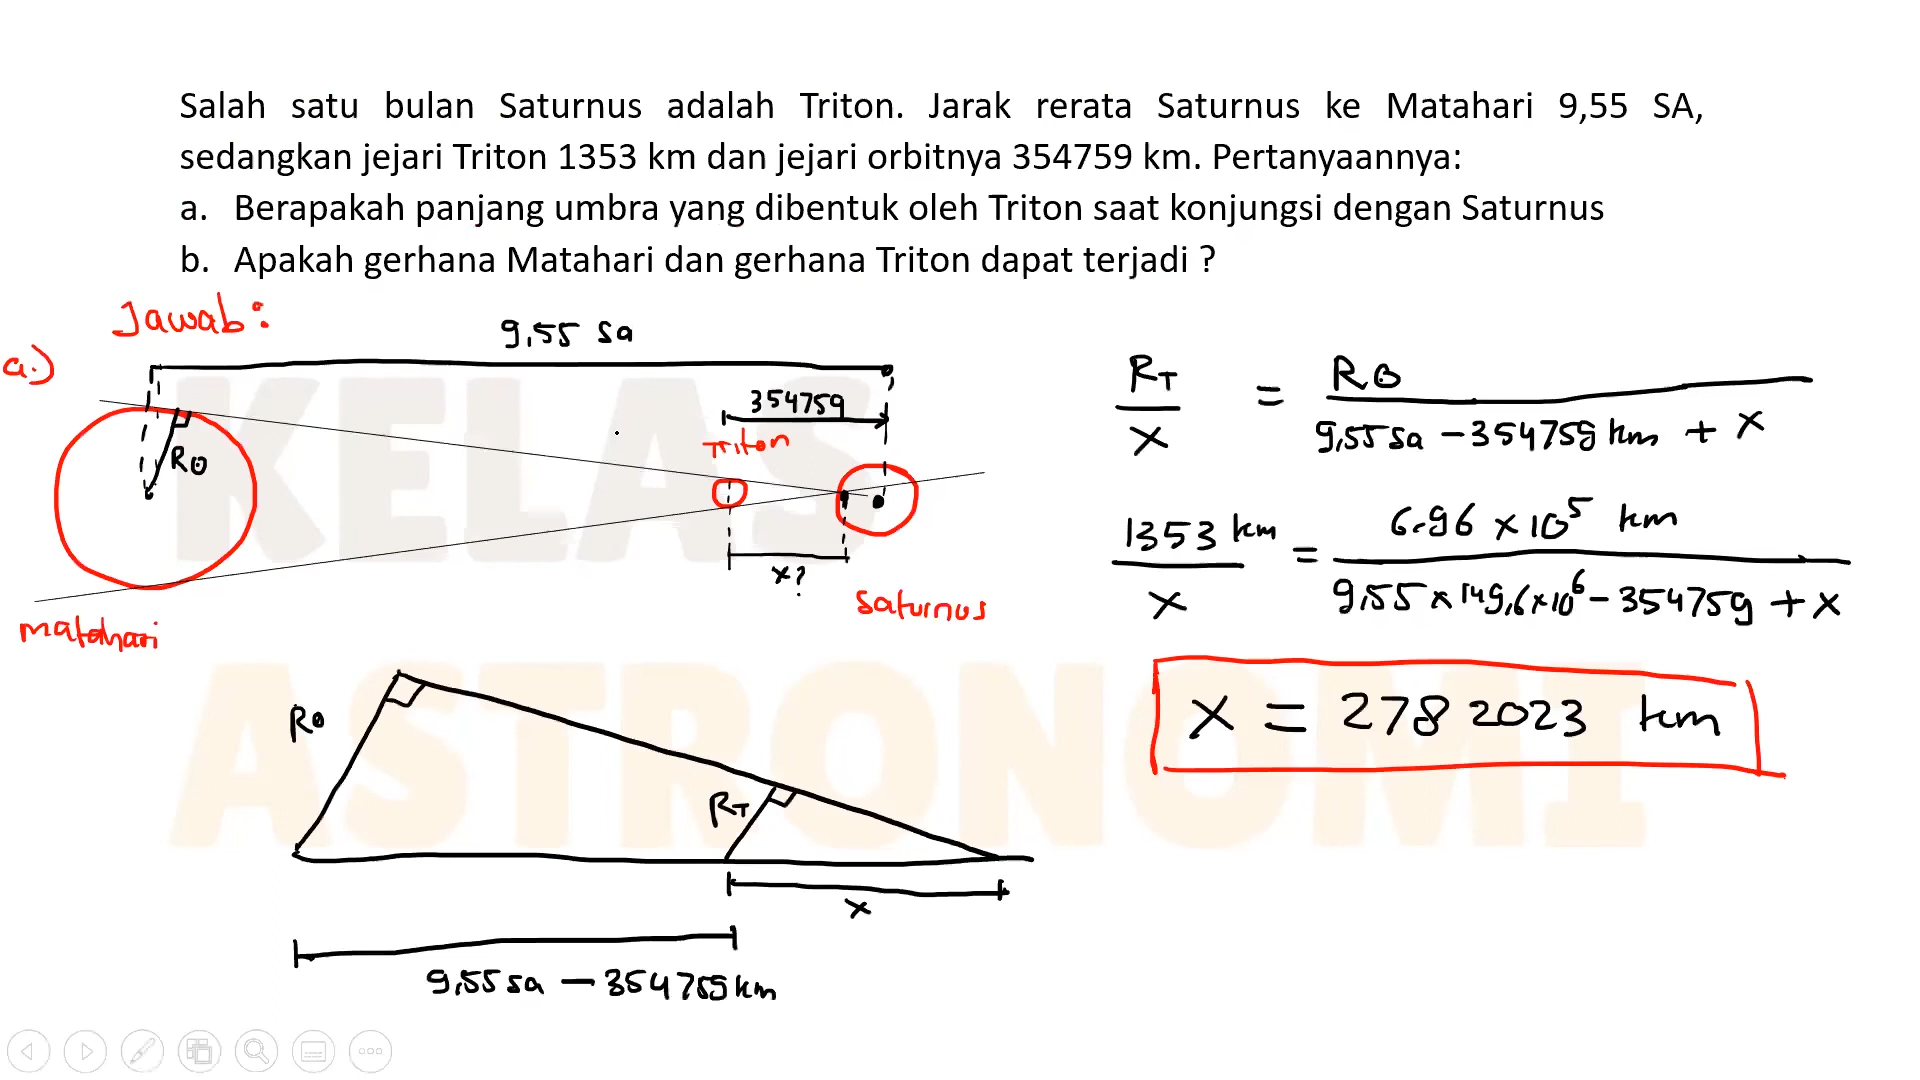 Salah satu bulan Saturnus adalah Triton. Jarak rerata Saturnus ke Matahari 9,55 SA,
sedangkan jejari Triton 1353 km dan jejari orbitnya 354759 km. Pertanyaannya:
a. Berapakah panjang umbra yang dibentuk oleh Triton saat konjungsi dengan Saturnus
b. Apakah gerhana Matahari dan gerhana Triton dapat terjadi ?
Jawab:
a.)
9,55 sa
354759
Triton
R⊙
x?
Saturnus
matahari
R⊙
RT
x
9,55 sa – 354759 km
RT / x = R⊙ / 9,55 sa – 354759 km + x
1353 km / x = 6.96 × 10^5 km / 9,55 × 149,6 × 10^6 – 354759 + x
x = 278 2023 km
KELAS
ASTRONOMI